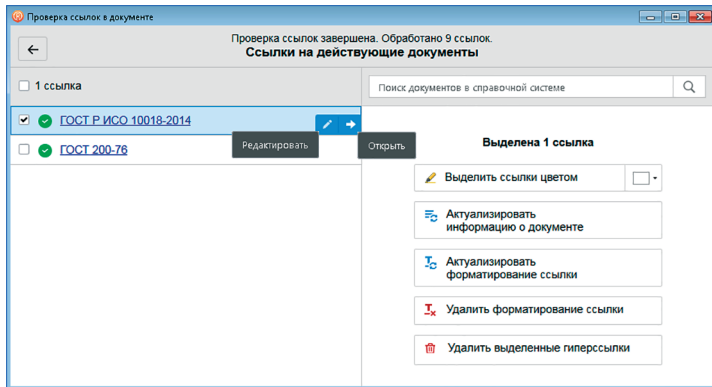 Проверка ссылок в документе
Проверка ссылок завершена. Обработано 9 ссылок.
Ссылки на действующие документы
1 ссылка
Поиск документов в справочной системе
ГОСТ Р ИСО 10018-2014
Редактировать
Открыть
ГОСТ 200-76
Выделена 1 ссылка
Выделить ссылки цветом
Актуализировать
информацию о документе
Актуализировать
форматирование ссылки
Удалить форматирование ссылки
Удалить выделенные гиперссылки